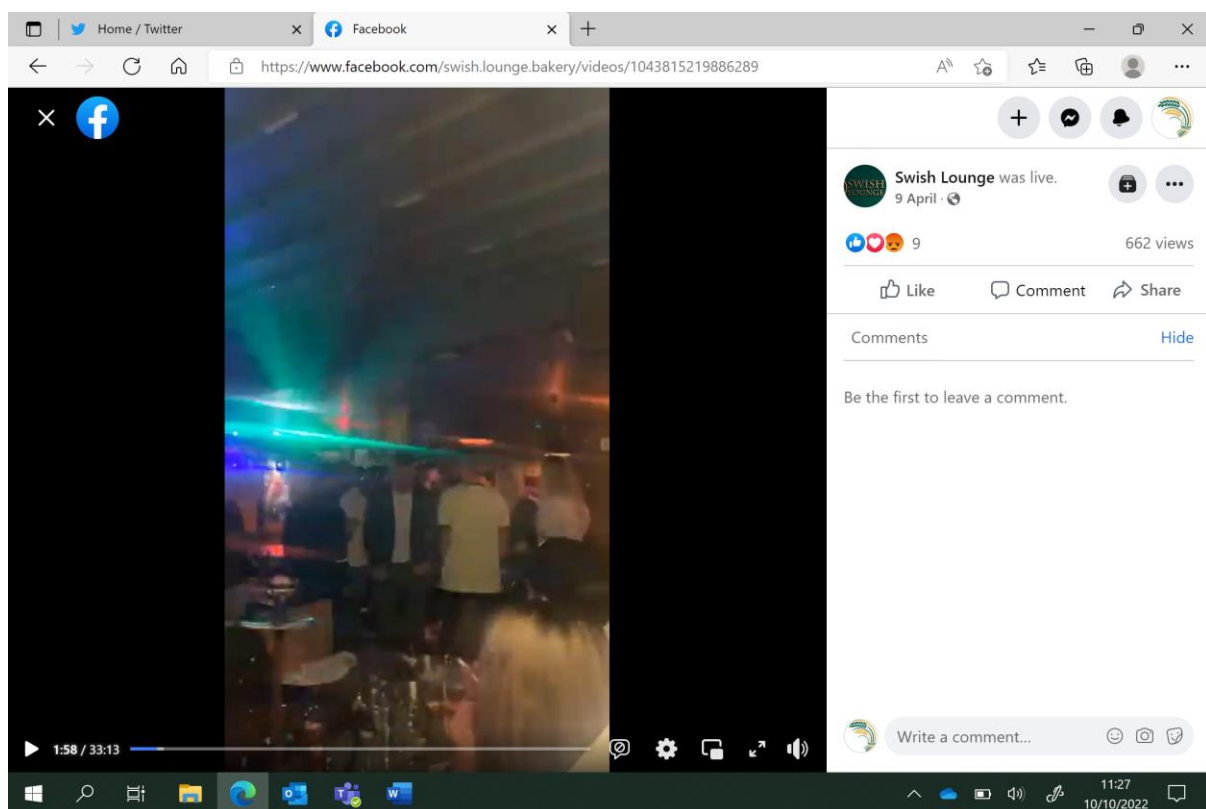 Home / Twitter
Facebook
https://www.facebook.com/swish.lounge.bakery/videos/1043815219886289
SWISH LOUNGE
Swish Lounge was live.
9 April ·
9
662 views
Like
Comment
Share
Comments
Hide
Be the first to leave a comment.
1:58 / 33:13
Write a comment...
11:27
10/10/2022